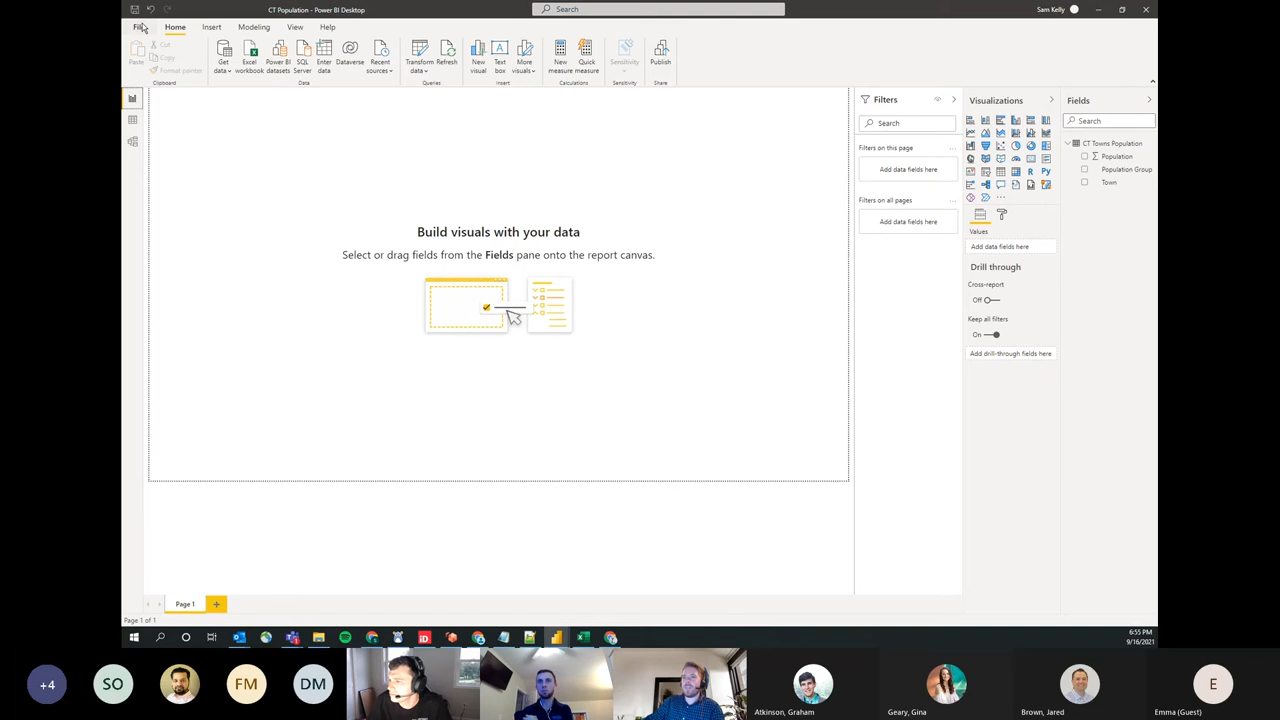 CT Population - Power BI Desktop
Search
Sam Kelly
File Home Insert Modeling View Help
Paste
Cut
Copy
Format painter
Get data
Excel workbook
Power BI datasets
SQL Server
Enter data
Dataverse
Recent sources
Transform data
Refresh
New visual
Text box
More visuals
New measure
Quick measure
Sensitivity
Publish
Clipboard
Data
Queries
Insert
Calculations
Sensitivity
Share
Filters
Search
Filters on this page
Add data fields here
Filters on all pages
Add data fields here
Visualizations
R
Py
Values
Add data fields here
Drill through
Cross-report
Off
Keep all filters
On
Add drill-through fields here
Fields
Search
CT Towns Population
Population
Population Group
Town
Build visuals with your data
Select or drag fields from the Fields pane onto the report canvas.
Page 1
Page 1 of 1
6:55 PM
9/16/2021
+4
SO
FM
DM
E
Atkinson, Graham
Geary, Gina
Brown, Jared
Emma (Guest)